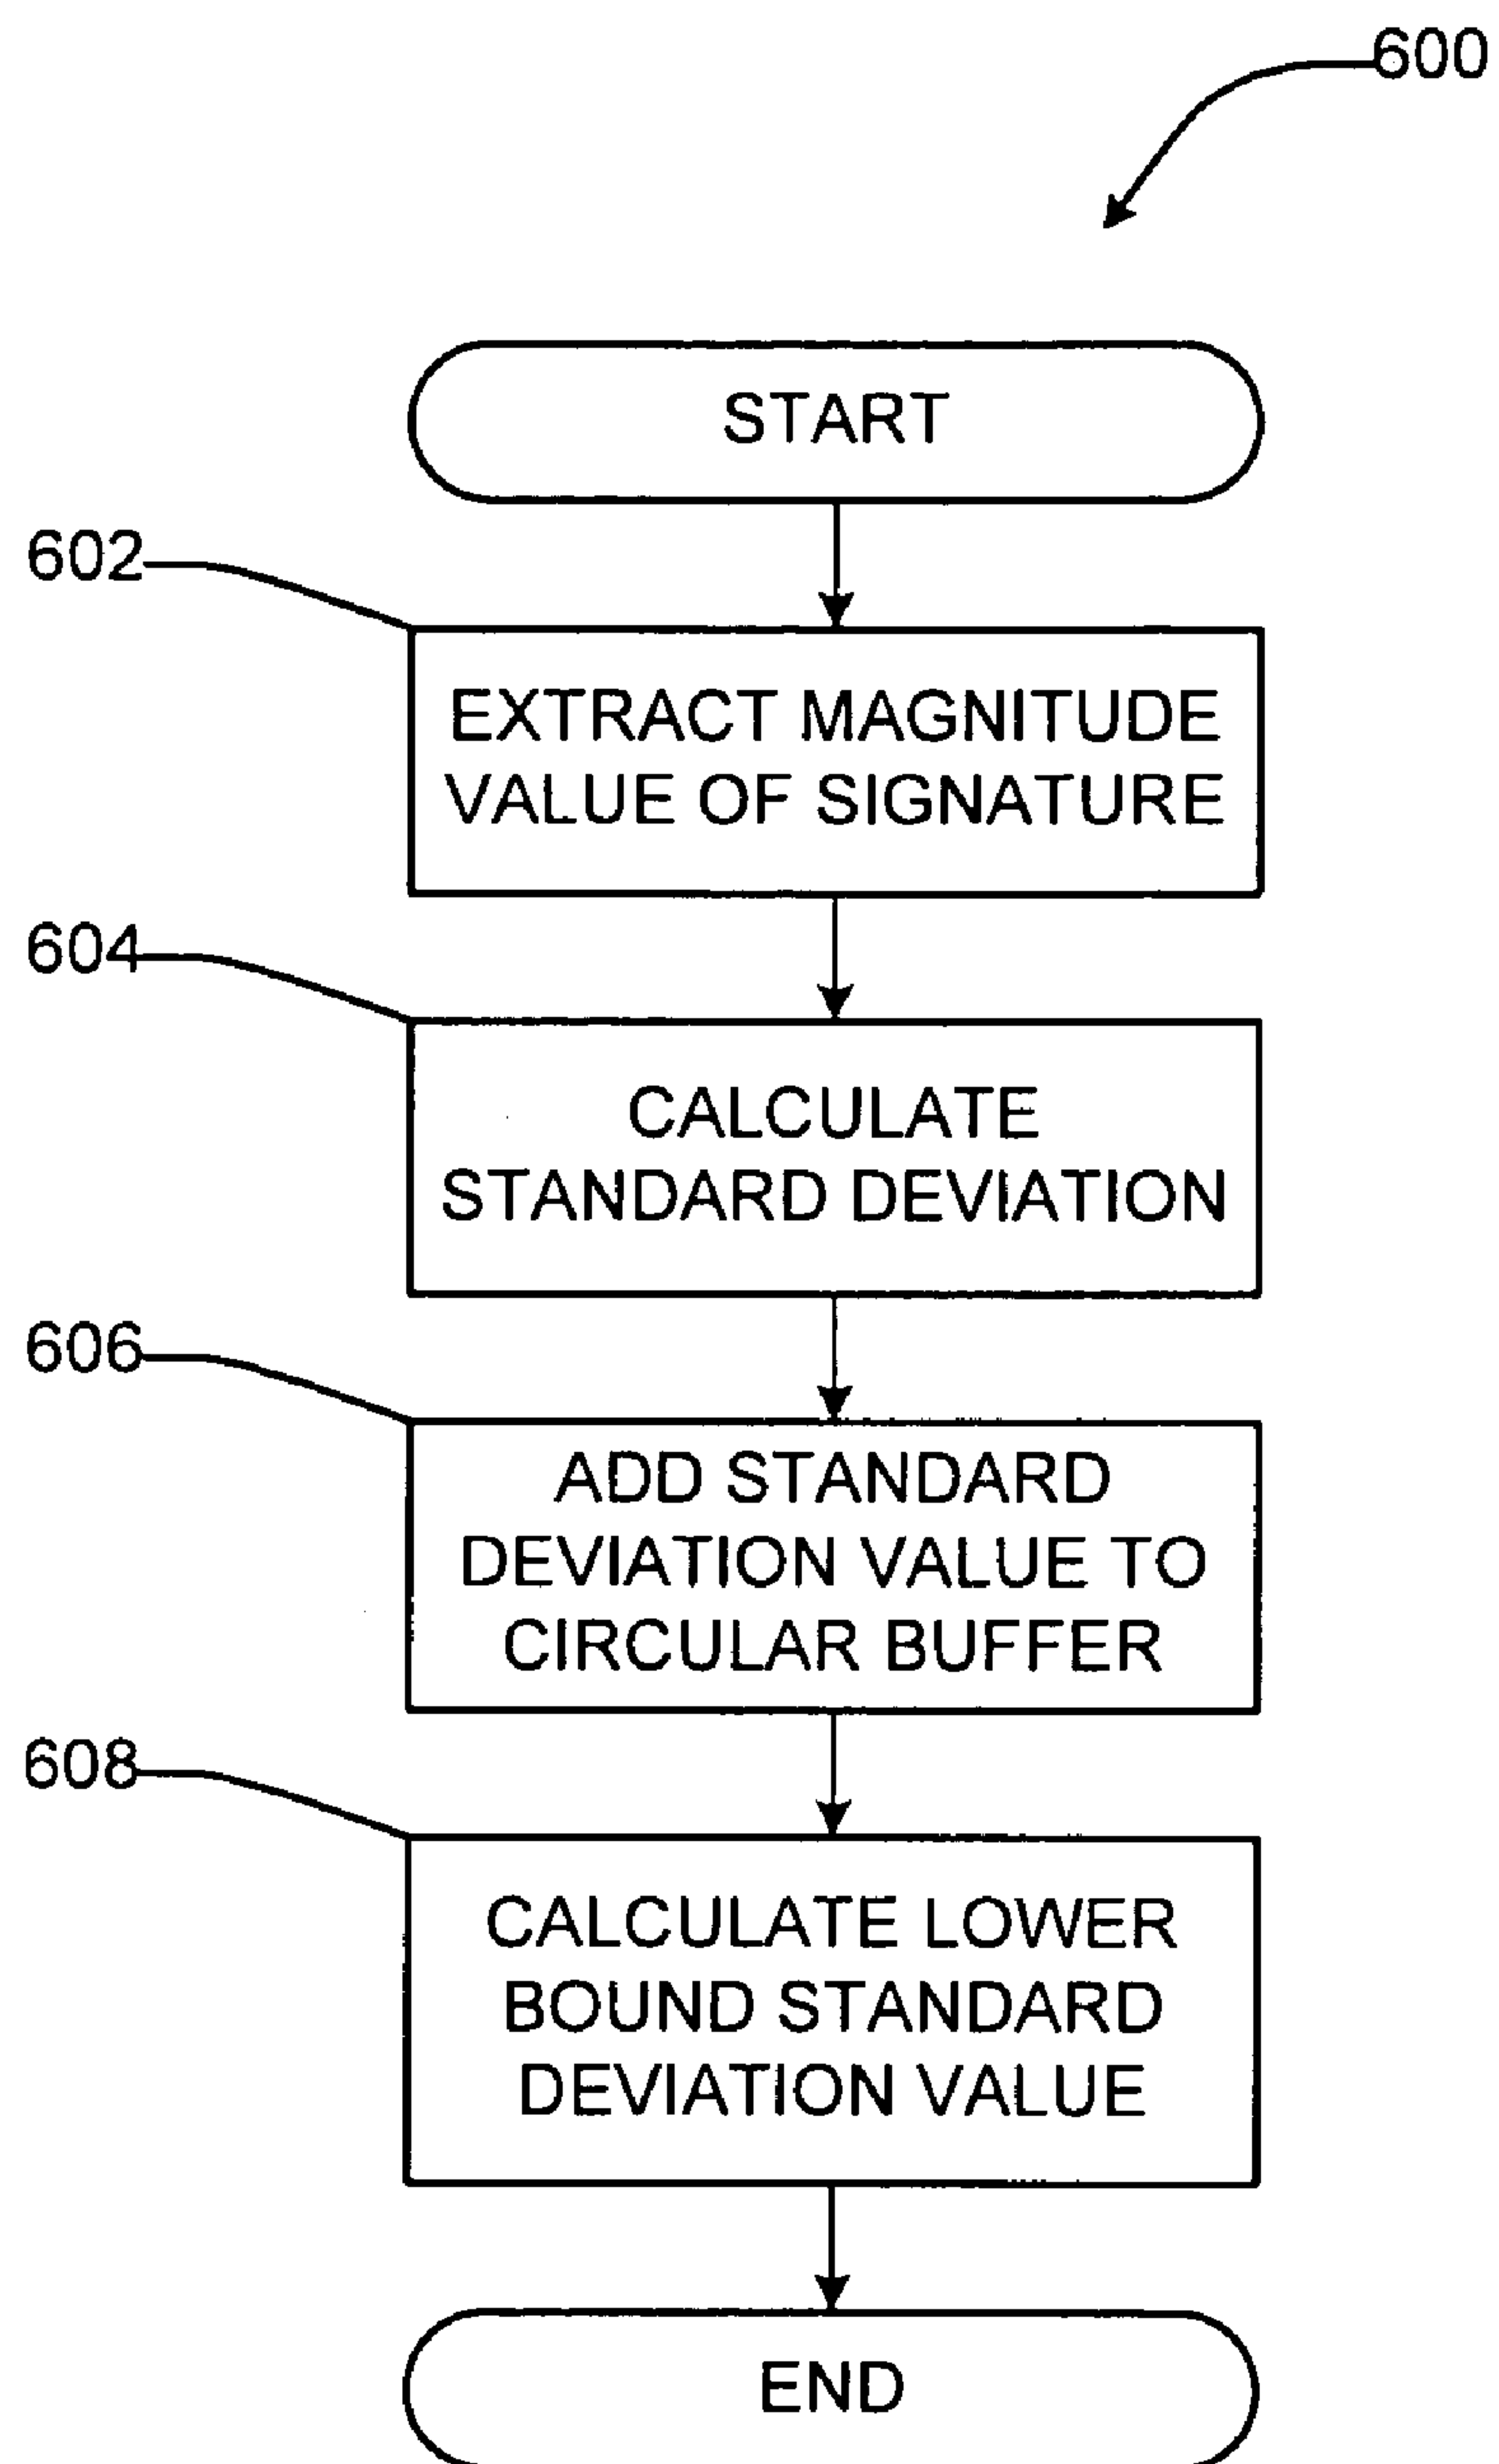 600
START
602
EXTRACT MAGNITUDE
VALUE OF SIGNATURE
604
CALCULATE
STANDARD DEVIATION
606
ADD STANDARD
DEVIATION VALUE TO
CIRCULAR BUFFER
608
CALCULATE LOWER
BOUND STANDARD
DEVIATION VALUE
END